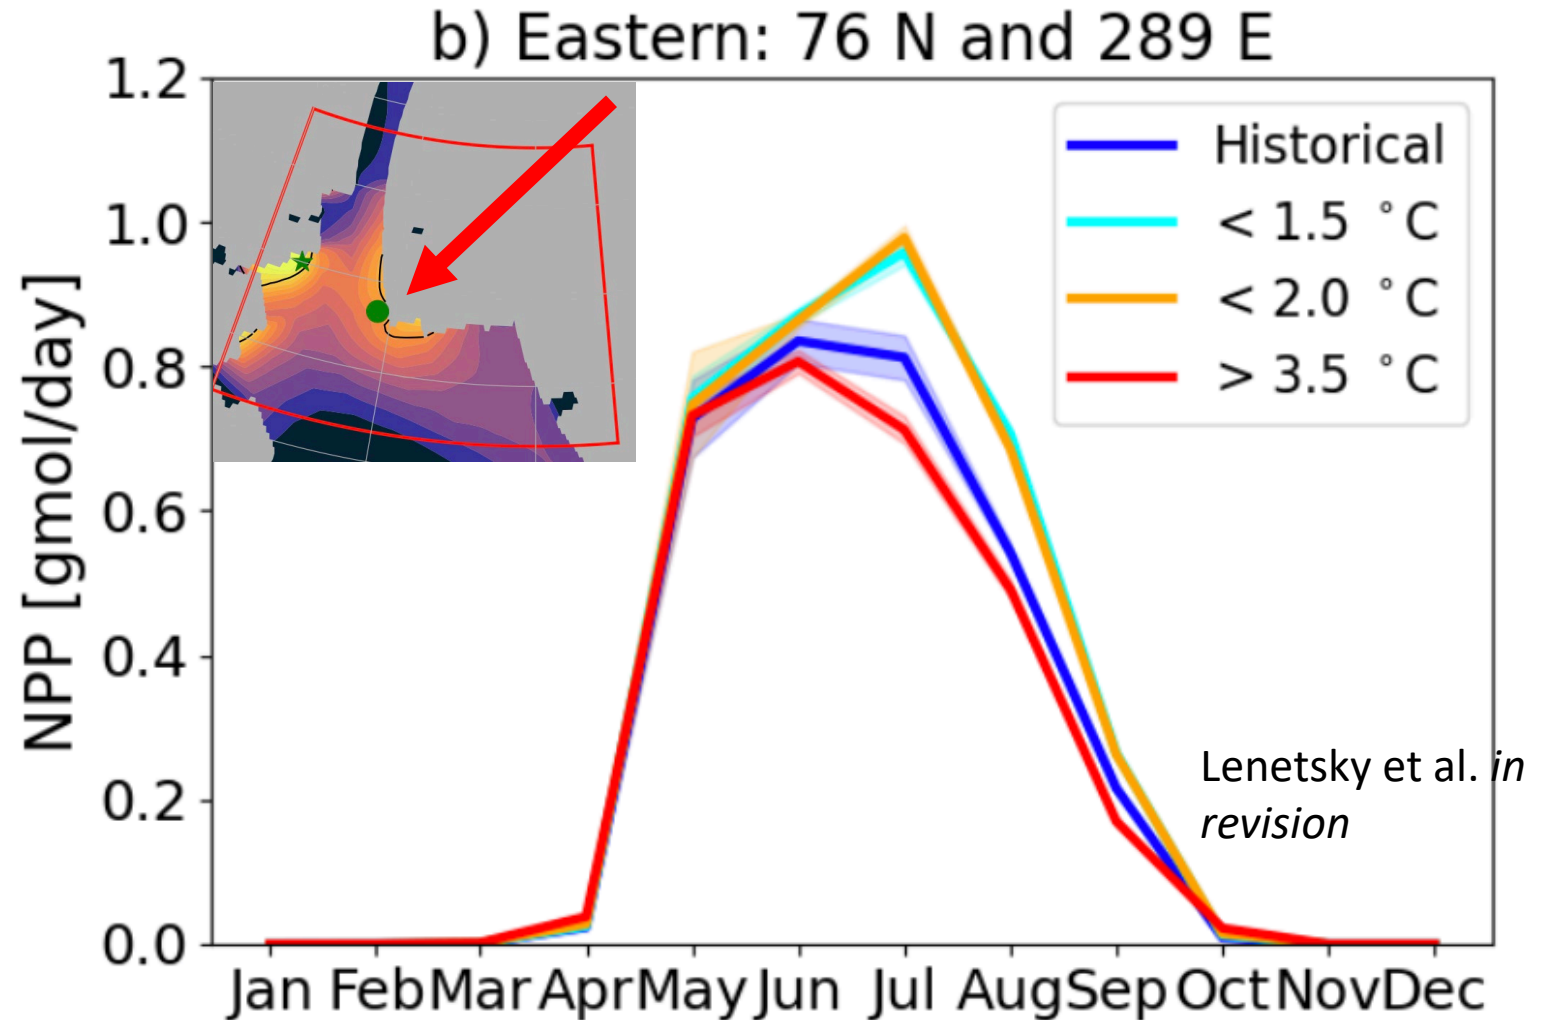 b) Eastern: 76 N and 289 E
NPP [gmol/day]
1.2
1.0
0.8
0.6
0.4
0.2
0.0
Historical
< 1.5 °C
< 2.0 °C
> 3.5 °C
Lenetsky et al. in
revision
Jan Feb Mar Apr May Jun Jul Aug Sep Oct Nov Dec